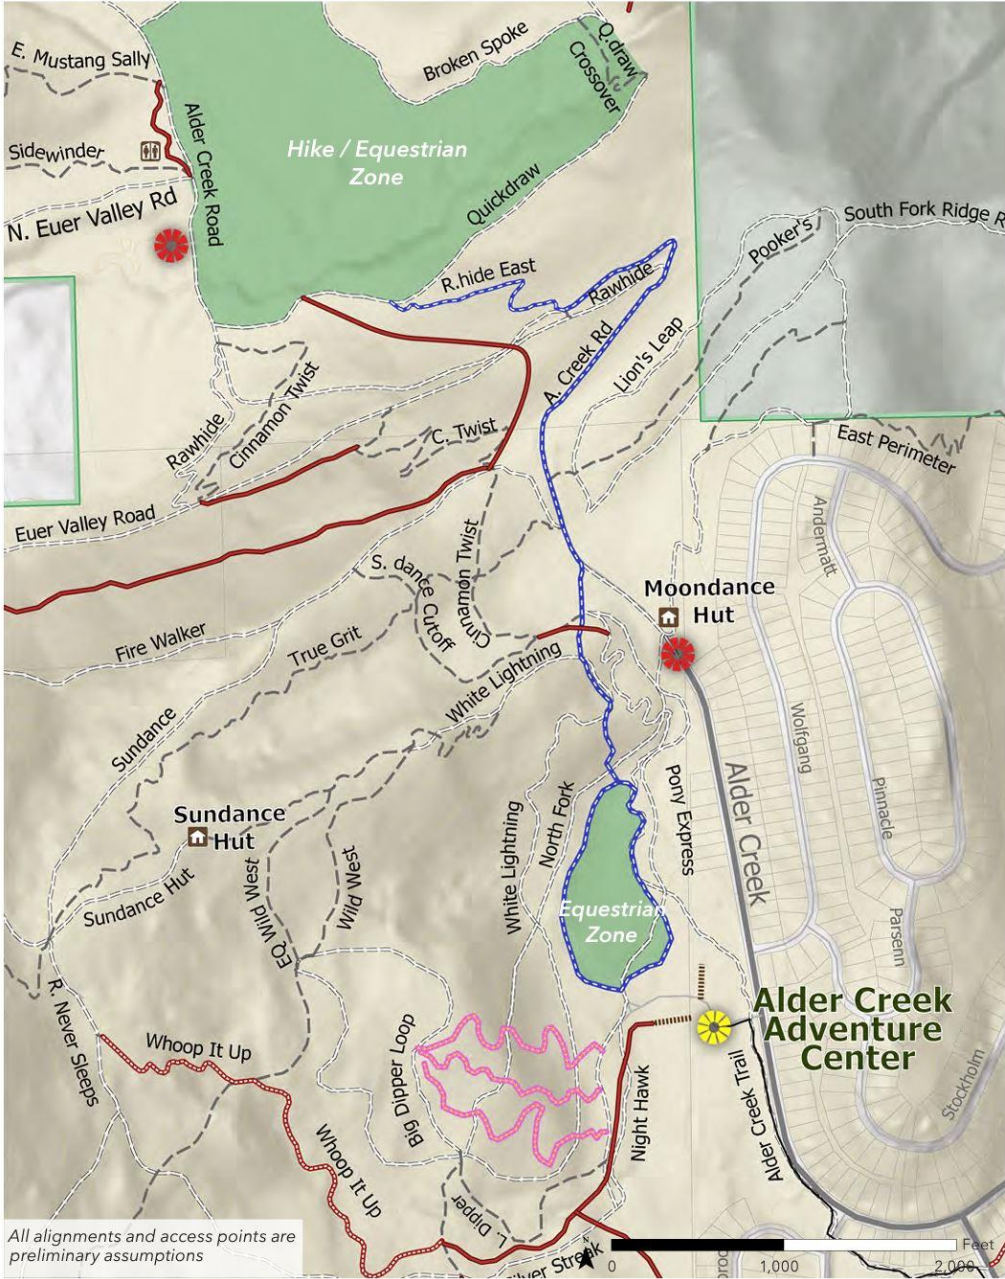 E. Mustang Sally
Broken Spoke
Q.draw
Crossover
Alder Creek Road
Hike / Equestrian
Zone
Sidewinder
N. Euer Valley Rd
Quickdraw
South Fork Ridge R
Pooker's
R.hide East
Rawhide
A. Creek Rd
Lion's Leap
Cinnamon Twist
Rawhide
C. Twist
East Perimeter
Euer Valley Road
Andermatt
Cinnamon Twist
S. dance Cutoff
Moondance
Hut
Fire Walker
True Grit
White Lightning
Sundance
Wolfgang
Pinnacle
Alder Creek
Pony Express
North Fork
White Lightning
Sundance
Hut
Sundance Hut
EQ Wild West
Wild West
Equestrian
Zone
Parsenn
R. Never Sleeps
Whoop It Up
Big Dipper Loop
Alder Creek
Adventure
Center
Night Hawk
Alder Creek Trail
Stockholm
Whoop It Up
L. Dipper
ilver Streak
All alignments and access points are
preliminary assumptions
N
Feet
0 1,000 2,000